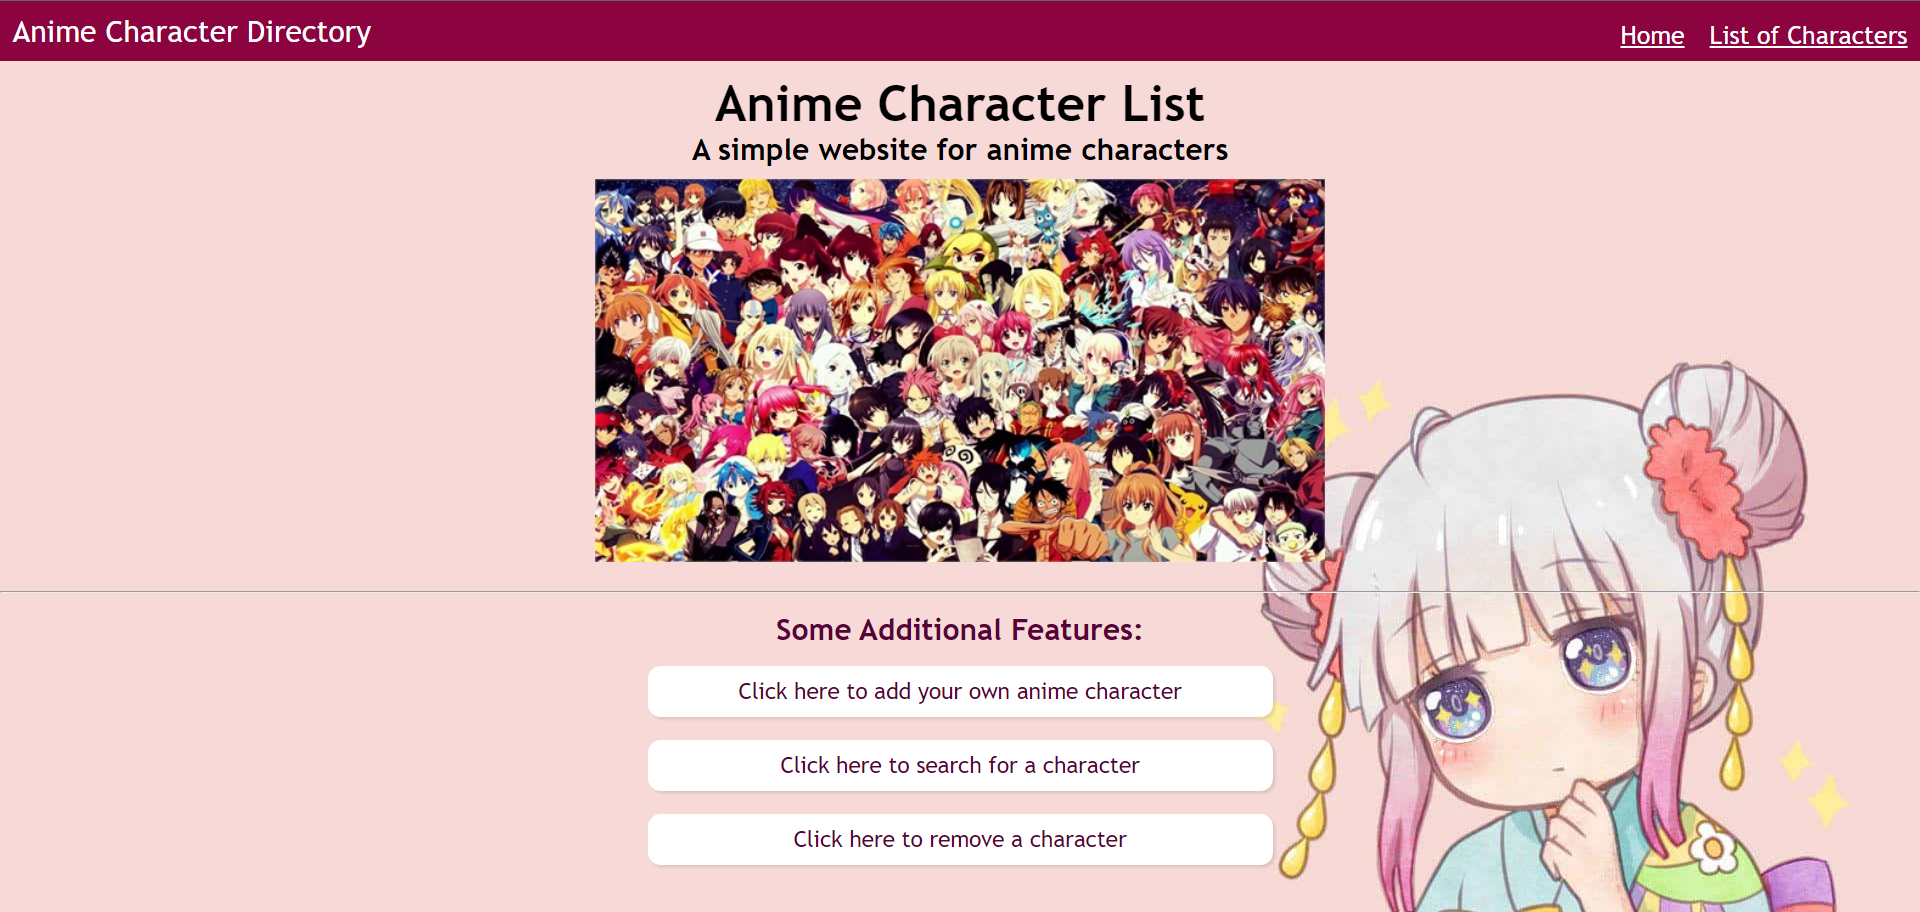 Anime Character Directory
Home
List of Characters
Anime Character List
A simple website for anime characters
Some Additional Features:
Click here to add your own anime character
Click here to search for a character
Click here to remove a character